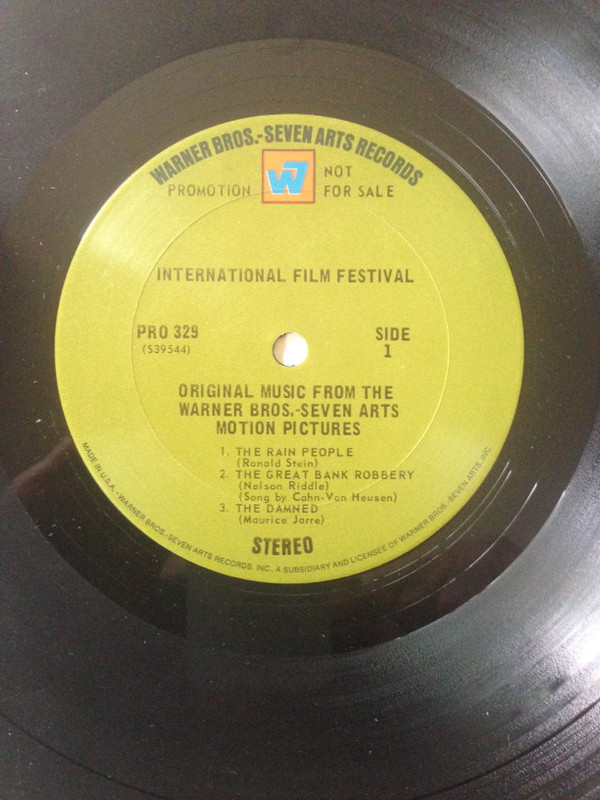 WARNER BROS.-SEVEN ARTS RECORDS
PROMOTION W7 NOT
FOR SALE
INTERNATIONAL FILM FESTIVAL
PRO 329
(S39544)
SIDE
1
ORIGINAL MUSIC FROM THE
WARNER BROS.-SEVEN ARTS
MOTION PICTURES
1. THE RAIN PEOPLE
(Ronald Stein)
2. THE GREAT BANK ROBBERY
(Nelson Riddle)
(Song by Cahn-Van Heusen)
3. THE DAMNED
(Maurice Jarre)
STEREO
MADE IN U.S.A. - WARNER BROS.-SEVEN ARTS RECORDS, INC., A SUBSIDIARY AND LICENSEE OF WARNER BROS.-SEVEN ARTS, INC.